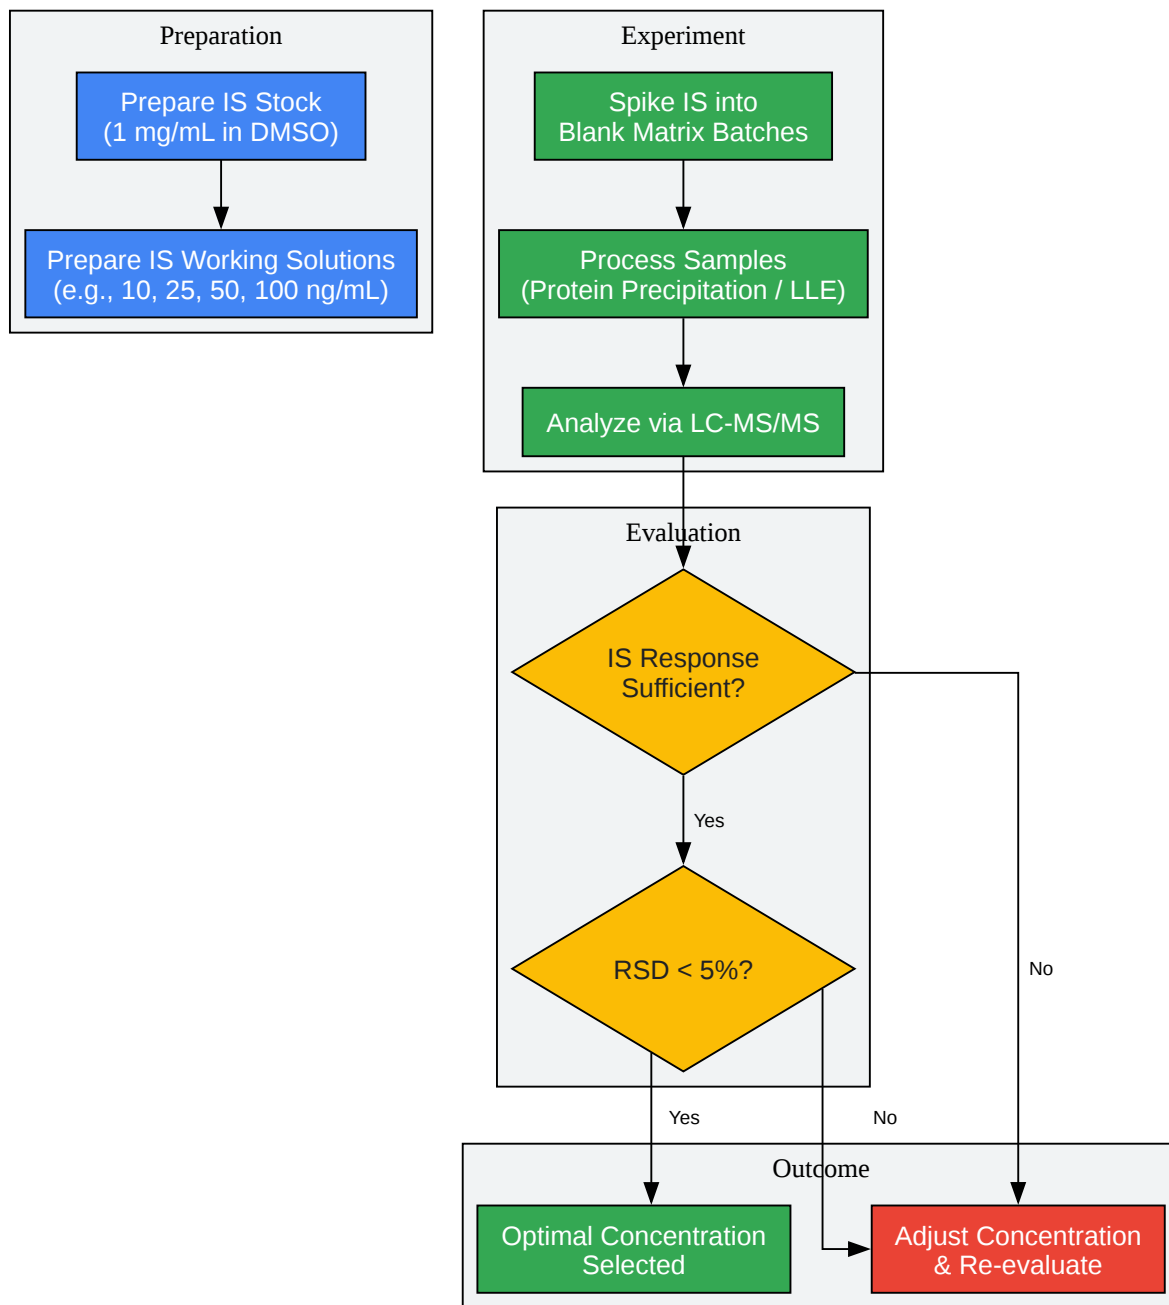 Preparation
Prepare IS Stock
(1 mg/mL in DMSO)
Prepare IS Working Solutions
(e.g., 10, 25, 50, 100 ng/mL)
Experiment
Spike IS into
Blank Matrix Batches
Process Samples
(Protein Precipitation / LLE)
Analyze via LC-MS/MS
Evaluation
IS Response
Sufficient?
Yes
No
RSD < 5%?
Yes
No
Outcome
Optimal Concentration
Selected
Adjust Concentration
& Re-evaluate